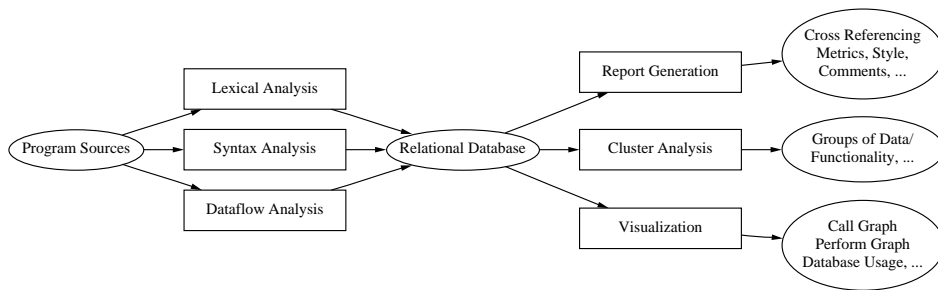 Program Sources
Lexical Analysis
Syntax Analysis
Dataflow Analysis
Relational Database
Report Generation
Cluster Analysis
Visualization
Cross Referencing
Metrics, Style,
Comments, ...
Groups of Data/
Functionality, ...
Call Graph
Perform Graph
Database Usage, ...